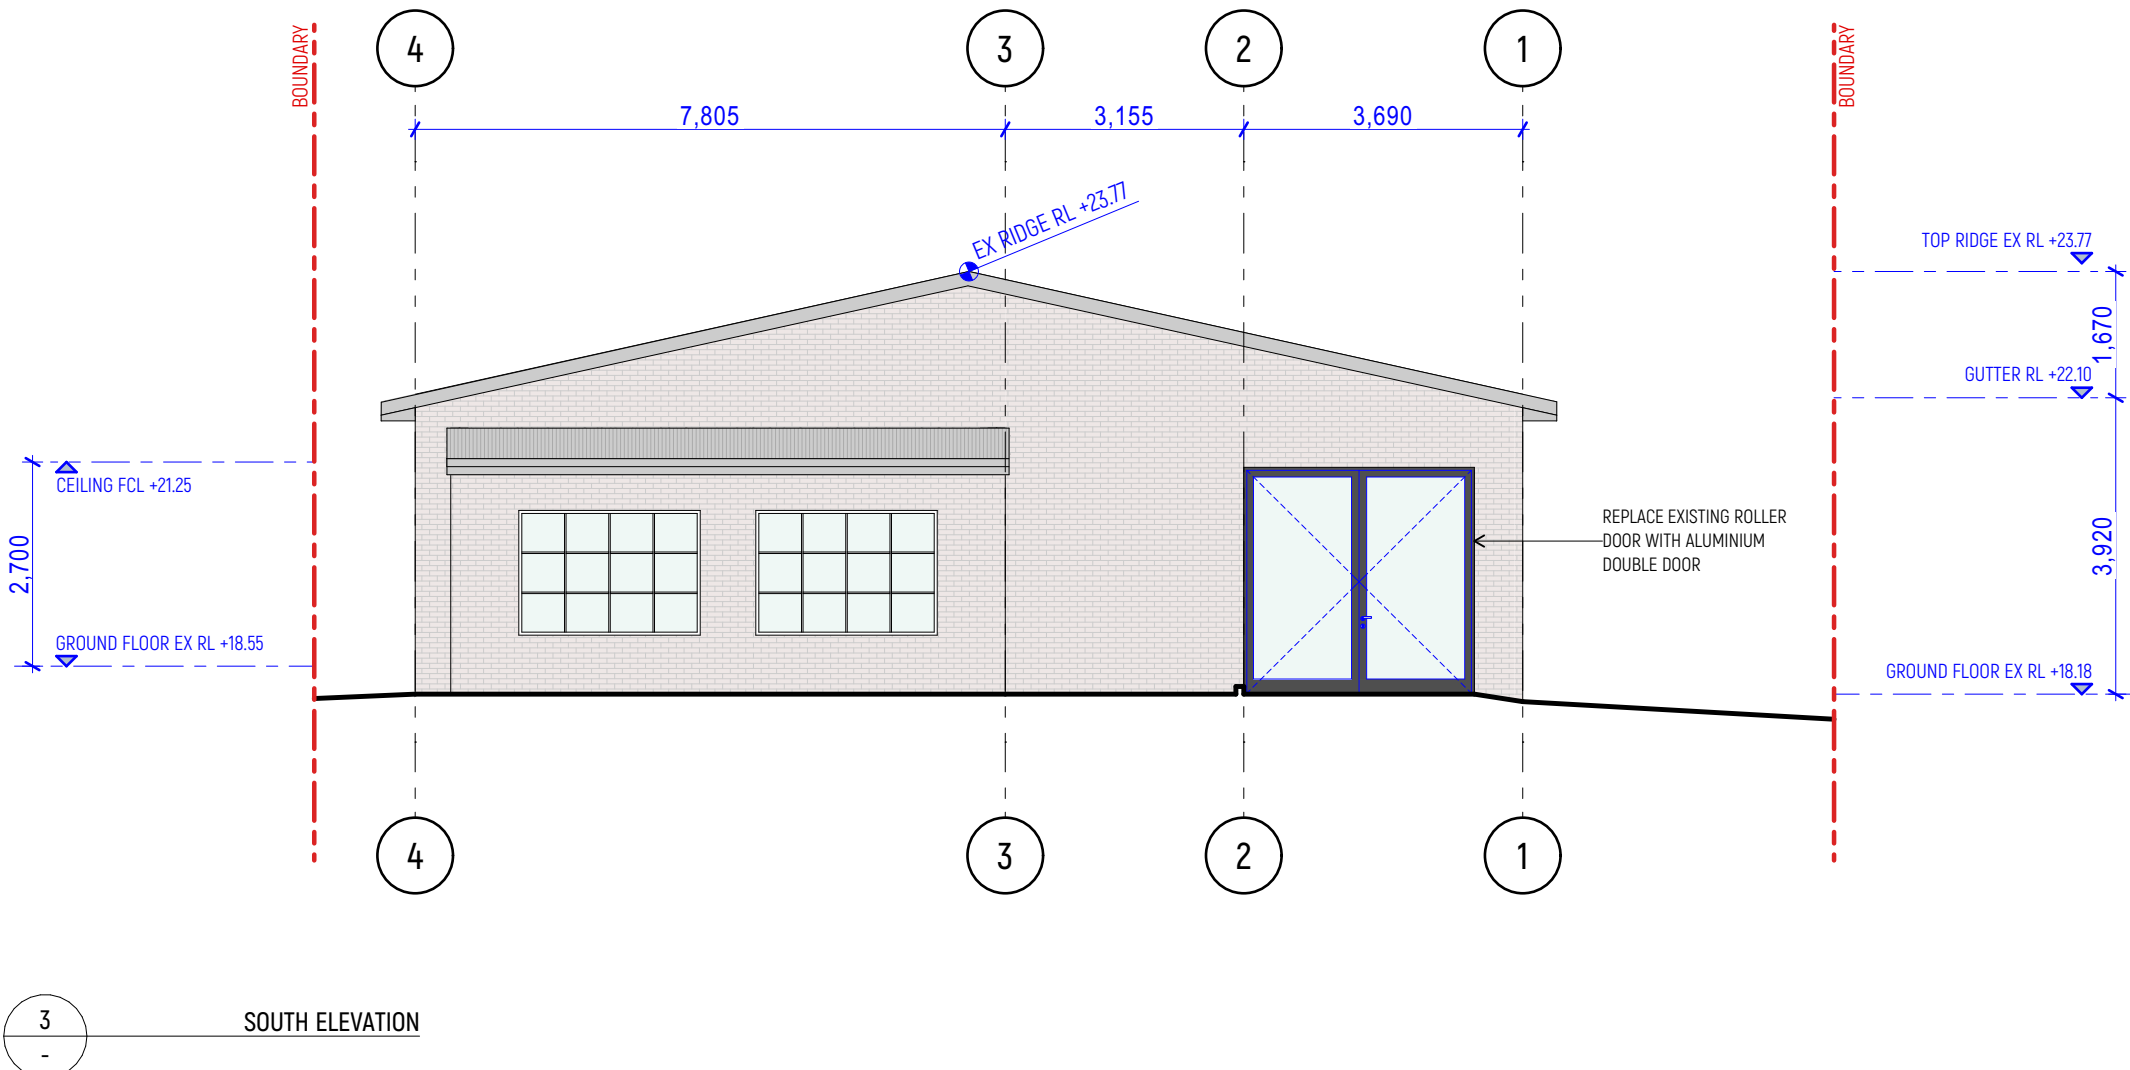 BOUNDARY
4
3
2
1
BOUNDARY
7,805
3,155
3,690
EX RIDGE RL +23.77
TOP RIDGE EX RL +23.77
1,670
GUTTER RL +22.10
CEILING FCL +21.25
2,700
GROUND FLOOR EX RL +18.55
REPLACE EXISTING ROLLER
DOOR WITH ALUMINIUM
DOUBLE DOOR
3,920
GROUND FLOOR EX RL +18.18
4
3
2
1
3
-
SOUTH ELEVATION